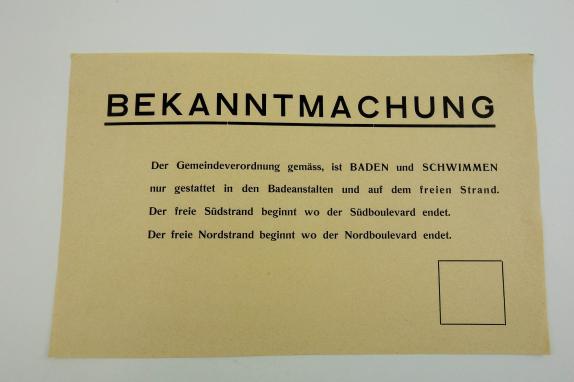 BEKANNTMACHUNG
Der Gemeindeverordnung gemäss, ist BADEN und SCHWIMMEN
nur gestattet in den Badeanstalten und auf dem freien Strand.
Der freie Südstrand beginnt wo der Südboulevard endet.
Der freie Nordstrand beginnt wo der Nordboulevard endet.